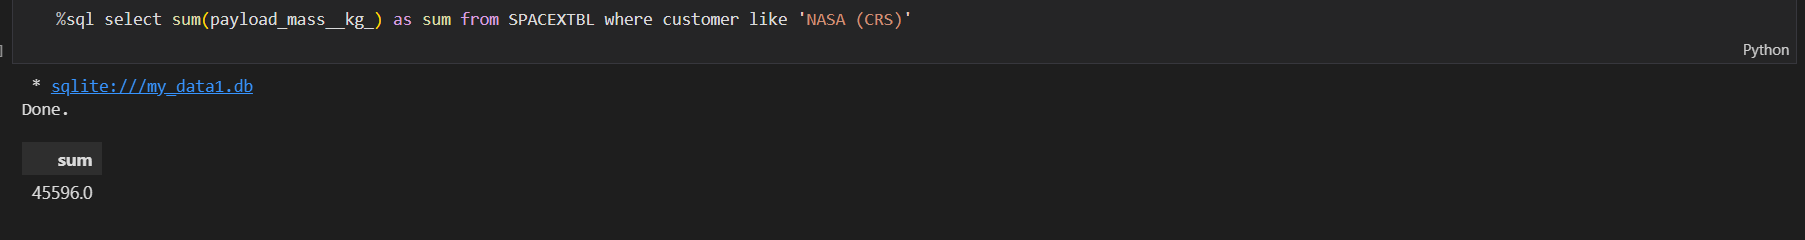 %sql select sum(payload_mass__kg_) as sum from SPACEXTBL where customer like 'NASA (CRS)'
]
Python
* sqlite:///my_data1.db
Done.
sum
45596.0